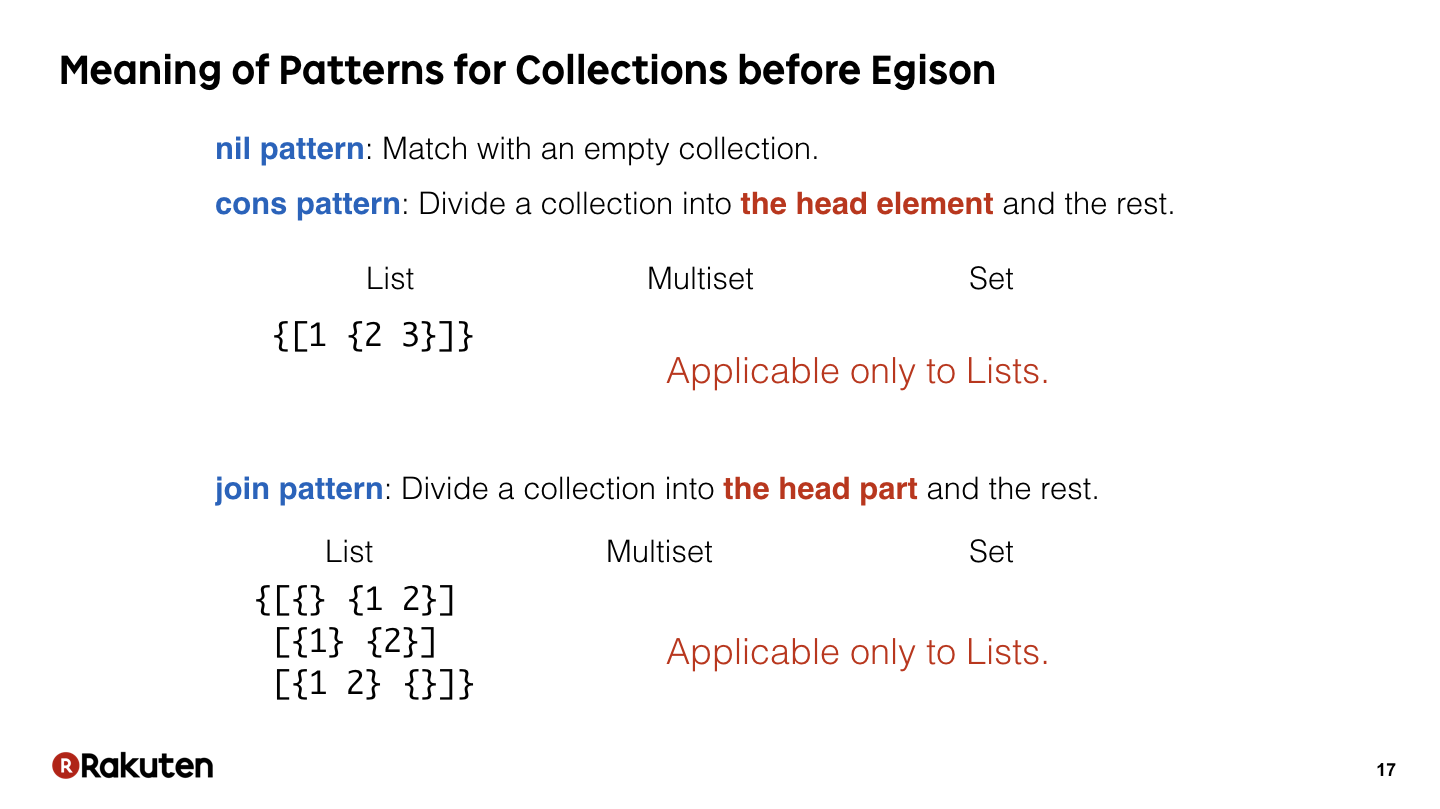 Meaning of Patterns for Collections before Egison
nil pattern: Match with an empty collection.
cons pattern: Divide a collection into the head element and the rest.
List Multiset Set
{[1 {2 3}]}
Applicable only to Lists.
join pattern: Divide a collection into the head part and the rest.
List Multiset Set
{[{} {1 2}]
[{1} {2}]
[{1 2} {}]}
Applicable only to Lists.
R Rakuten
17